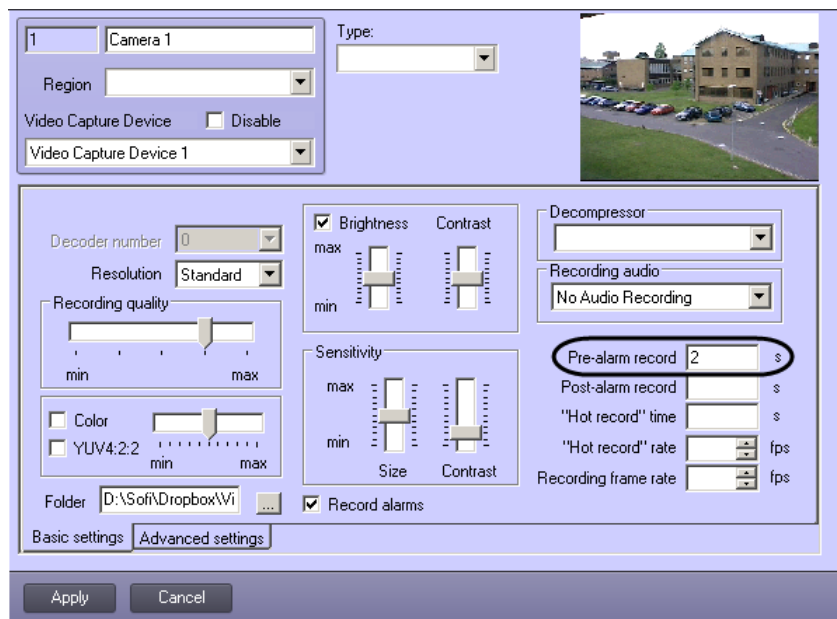 1
Camera 1
Type:
Region
Video Capture Device
Disable
Video Capture Device 1
Decoder number
0
Resolution
Standard
Recording quality
min
max
Color
YUV4:2:2
min
max
Folder
D:\Sofi\Dropbox\Vi
...
Brightness
Contrast
max
min
Sensitivity
max
min
Size
Contrast
Record alarms
Decompressor
Recording audio
No Audio Recording
Pre-alarm record 2 s
Post-alarm record s
"Hot record" time s
"Hot record" rate fps
Recording frame rate fps
Basic settings
Advanced settings
Apply
Cancel